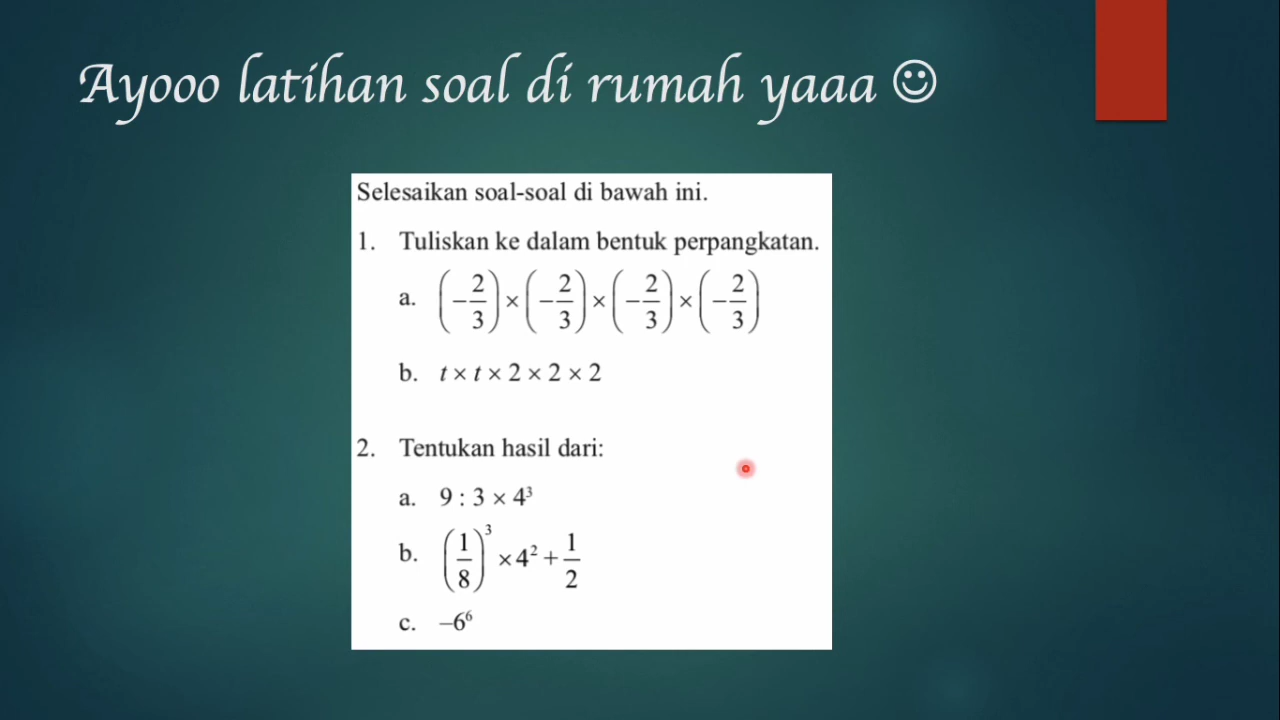 Ayooo latihan soal di rumah yaaa ☺
Selesaikan soal-soal di bawah ini.
1. Tuliskan ke dalam bentuk perpangkatan.
a. (−2/3) × (−2/3) × (−2/3) × (−2/3)
b. t × t × 2 × 2 × 2
2. Tentukan hasil dari:
a. 9 : 3 × 4³
b. (1/8)³ × 4² + 1/2
c. –6⁶